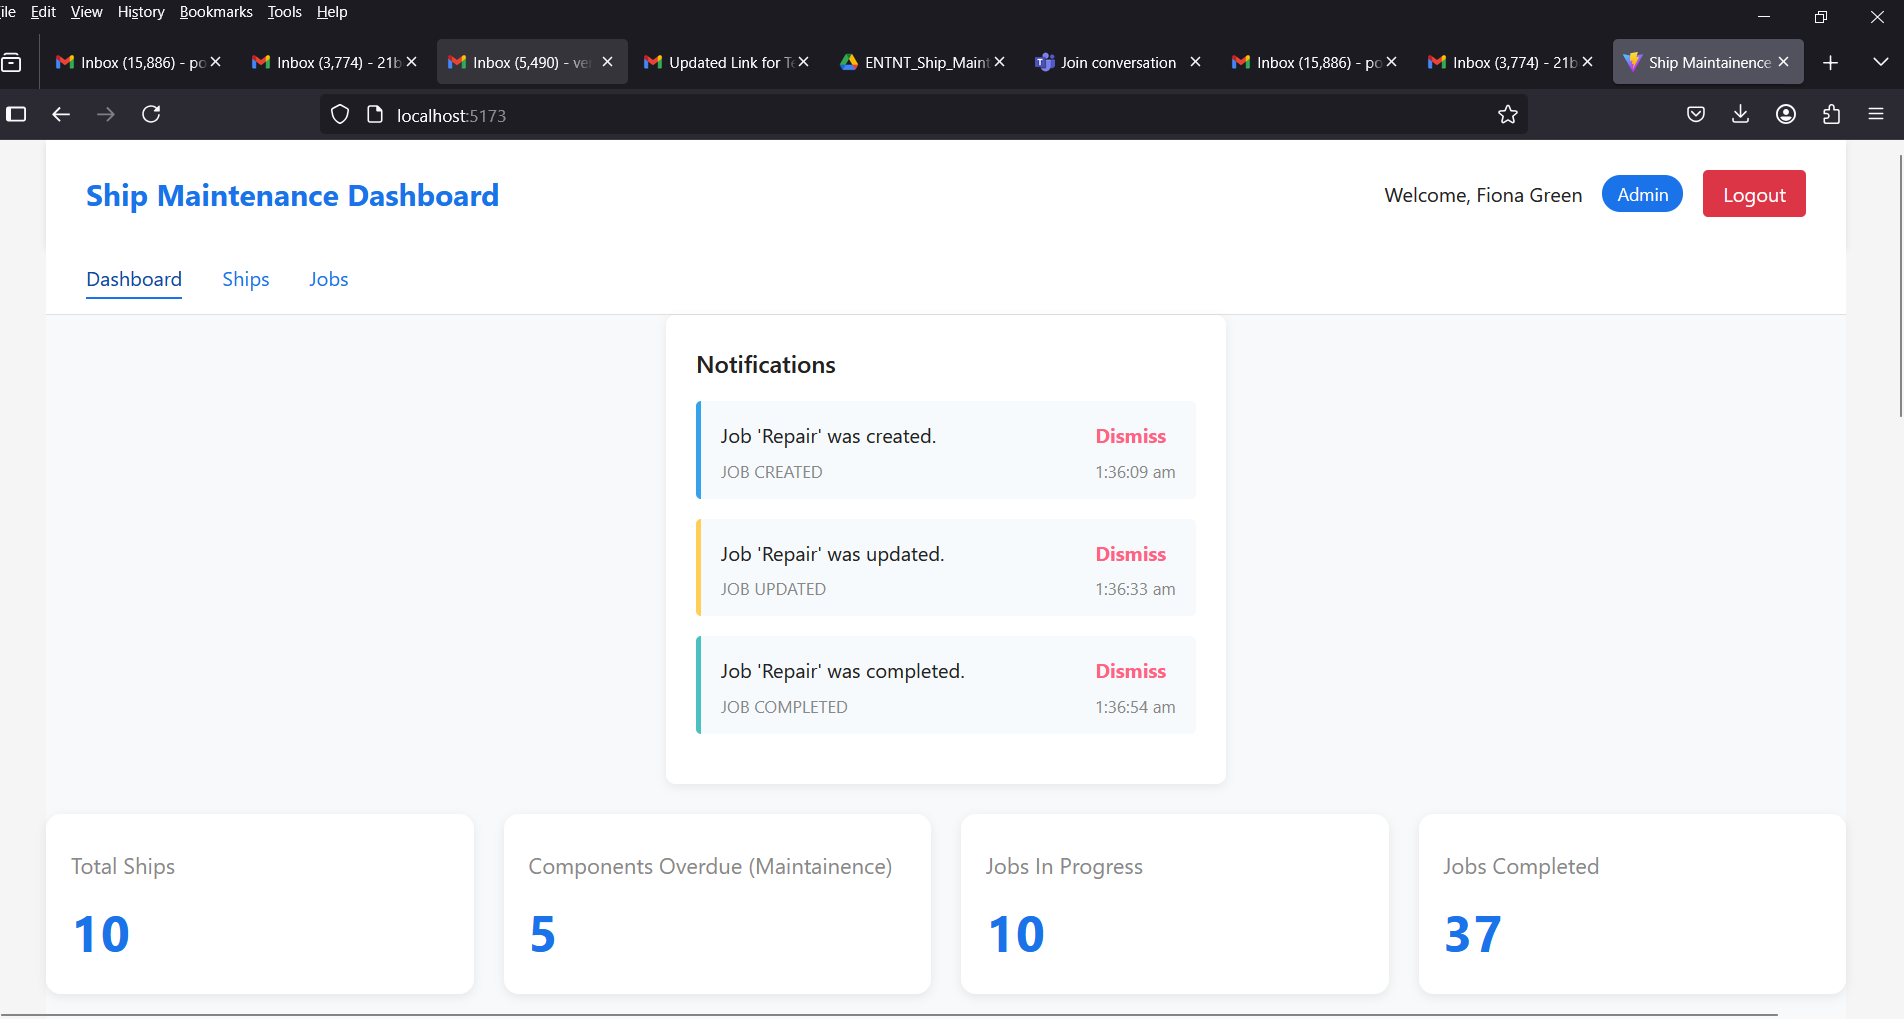 ile Edit View History Bookmarks Tools Help
Inbox (15,886) - po Inbox (3,774) - 21b Inbox (5,490) - ve Updated Link for Te ENTNT_Ship_Maint Join conversation Inbox (15,886) - po Inbox (3,774) - 21b Ship Maintainence
localhost:5173
Ship Maintenance Dashboard Welcome, Fiona Green Admin Logout
Dashboard Ships Jobs
Notifications
Job 'Repair' was created. Dismiss
JOB CREATED 1:36:09 am
Job 'Repair' was updated. Dismiss
JOB UPDATED 1:36:33 am
Job 'Repair' was completed. Dismiss
JOB COMPLETED 1:36:54 am
Total Ships Components Overdue (Maintainence) Jobs In Progress Jobs Completed
10 5 10 37